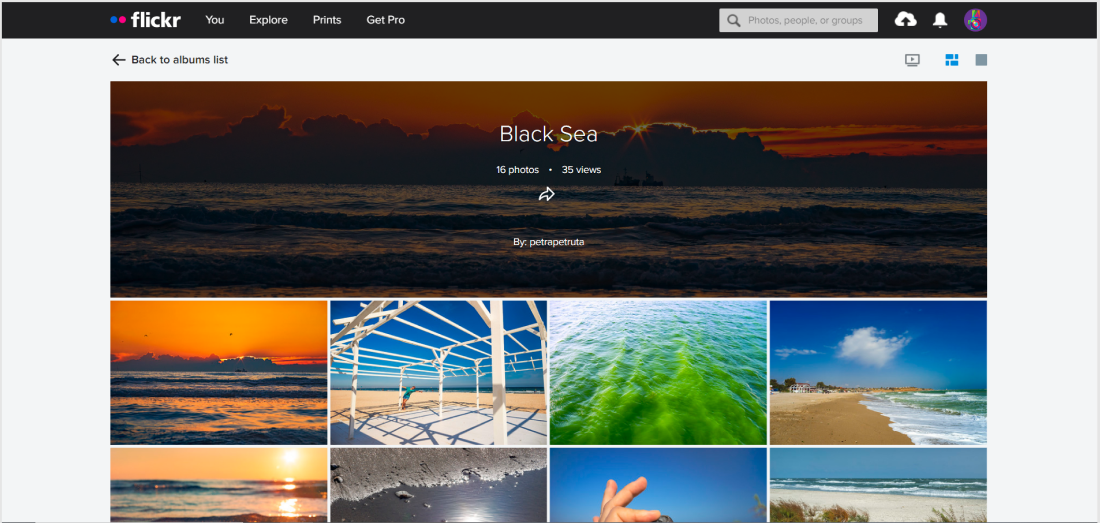 flickr You Explore Prints Get Pro Photos, people, or groups
Back to albums list
Black Sea
16 photos • 35 views
By: petrapetruta